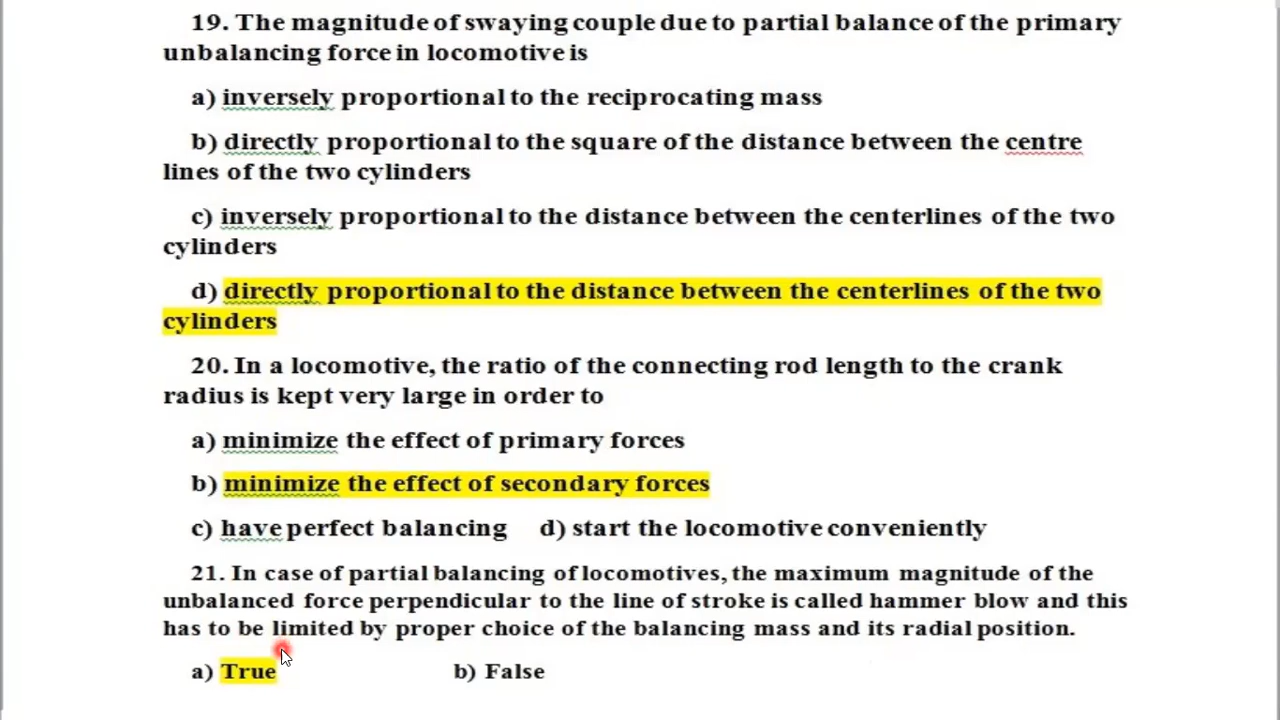 19. The magnitude of swaying couple due to partial balance of the primary
unbalancing force in locomotive is
a) inversely proportional to the reciprocating mass
b) directly proportional to the square of the distance between the centre
lines of the two cylinders
c) inversely proportional to the distance between the centerlines of the two
cylinders
d) directly proportional to the distance between the centerlines of the two
cylinders
20. In a locomotive, the ratio of the connecting rod length to the crank
radius is kept very large in order to
a) minimize the effect of primary forces
b) minimize the effect of secondary forces
c) have perfect balancing d) start the locomotive conveniently
21. In case of partial balancing of locomotives, the maximum magnitude of the
unbalanced force perpendicular to the line of stroke is called hammer blow and this
has to be limited by proper choice of the balancing mass and its radial position.
a) True b) False